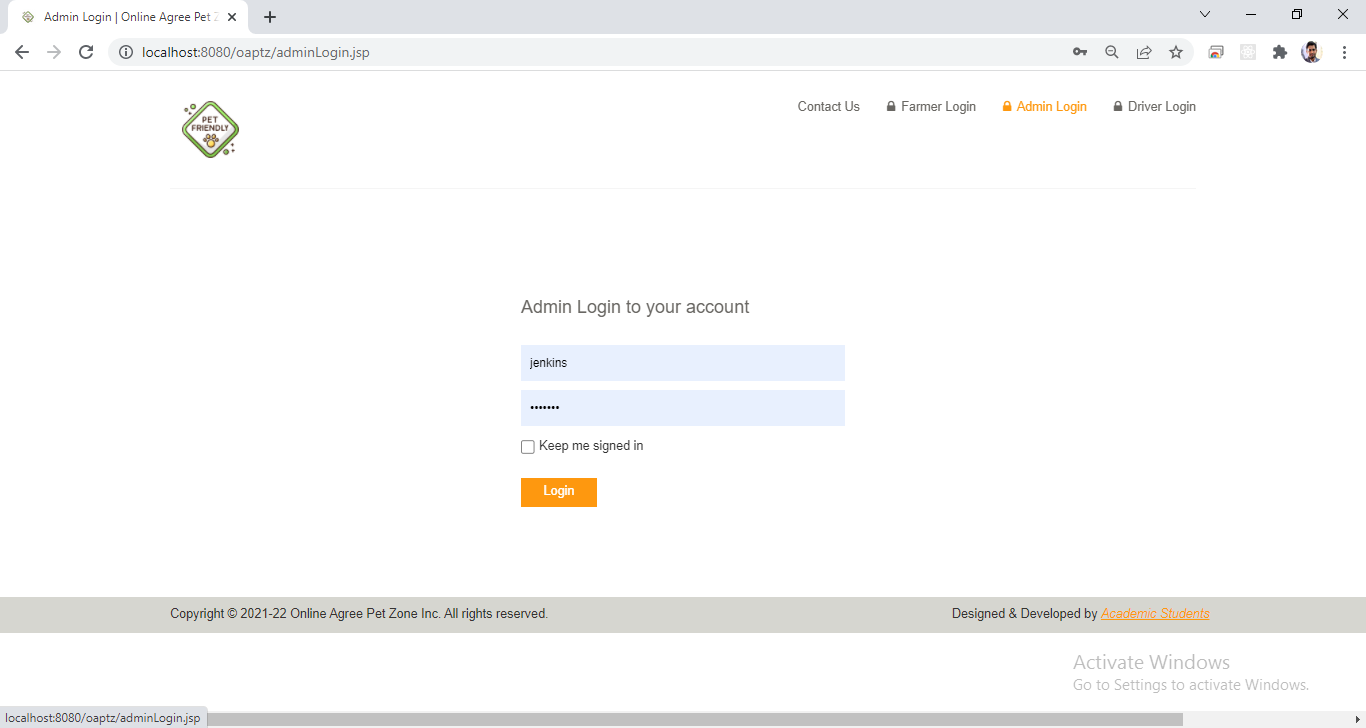 Admin Login | Online Agree Pet Z
localhost:8080/oaptz/adminLogin.jsp
PET
FRIENDLY
Contact Us Farmer Login Admin Login Driver Login
Admin Login to your account
jenkins
•••••••
Keep me signed in
Login
Copyright © 2021-22 Online Agree Pet Zone Inc. All rights reserved.
Designed & Developed by Academic Students
Activate Windows
Go to Settings to activate Windows.
localhost:8080/oaptz/adminLogin.jsp